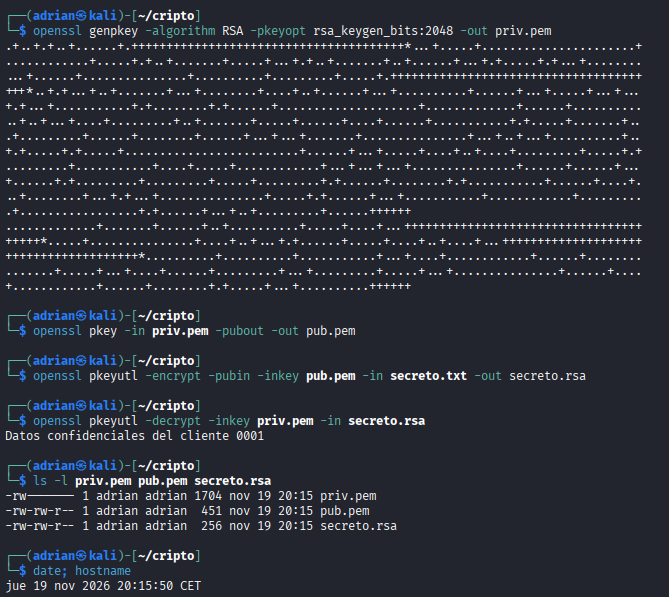 ┌──(adrian㉿kali)-[~/cripto]
└─$ openssl genpkey -algorithm RSA -pkeyopt rsa_keygen_bits:2048 -out priv.pem
┌──(adrian㉿kali)-[~/cripto]
└─$ openssl pkey -in priv.pem -pubout -out pub.pem
┌──(adrian㉿kali)-[~/cripto]
└─$ openssl pkeyutl -encrypt -pubin -inkey pub.pem -in secreto.txt -out secreto.rsa
┌──(adrian㉿kali)-[~/cripto]
└─$ openssl pkeyutl -decrypt -inkey priv.pem -in secreto.rsa
Datos confidenciales del cliente 0001
┌──(adrian㉿kali)-[~/cripto]
└─$ ls -l priv.pem pub.pem secreto.rsa
-rw------- 1 adrian adrian 1704 nov 19 20:15 priv.pem
-rw-rw-r-- 1 adrian adrian  451 nov 19 20:15 pub.pem
-rw-rw-r-- 1 adrian adrian  256 nov 19 20:15 secreto.rsa
┌──(adrian㉿kali)-[~/cripto]
└─$ date; hostname
jue 19 nov 2026 20:15:50 CET